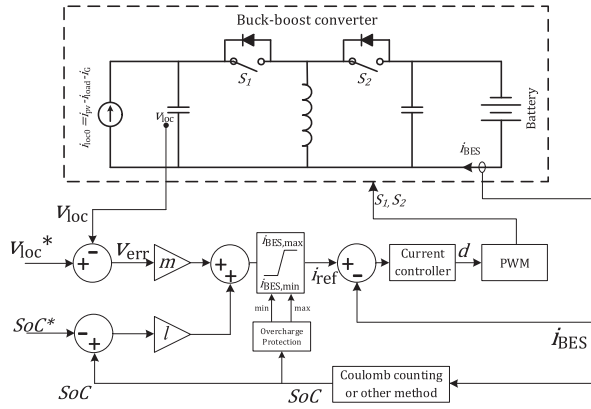 Buck-boost converter
S1
S2
iloc0=ipv-iload-iG
vloc
Battery
iBES
vloc
S1, S2
vloc*
+
-
verr
m
+
+
iBES,max
iBES,min
iref
+
-
Current
controller
d
PWM
min
max
SoC*
-
+
l
Overcharge
Protection
iBES
SoC
SoC
Coulomb counting
or other method